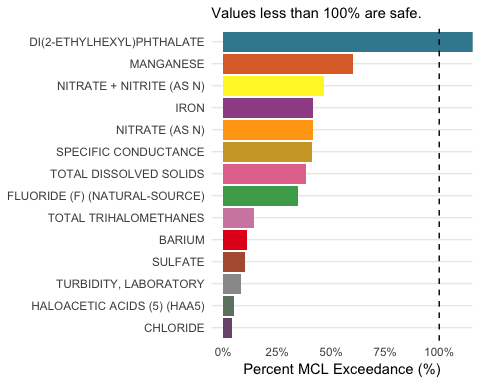 Values less than 100% are safe.
DI(2-ETHYLHEXYL)PHTHALATE
MANGANESE
NITRATE + NITRITE (AS N)
IRON
NITRATE (AS N)
SPECIFIC CONDUCTANCE
TOTAL DISSOLVED SOLIDS
FLUORIDE (F) (NATURAL-SOURCE)
TOTAL TRIHALOMETHANES
BARIUM
SULFATE
TURBIDITY, LABORATORY
HALOACETIC ACIDS (5) (HAA5)
CHLORIDE
0% 25% 50% 75% 100%
Percent MCL Exceedance (%)